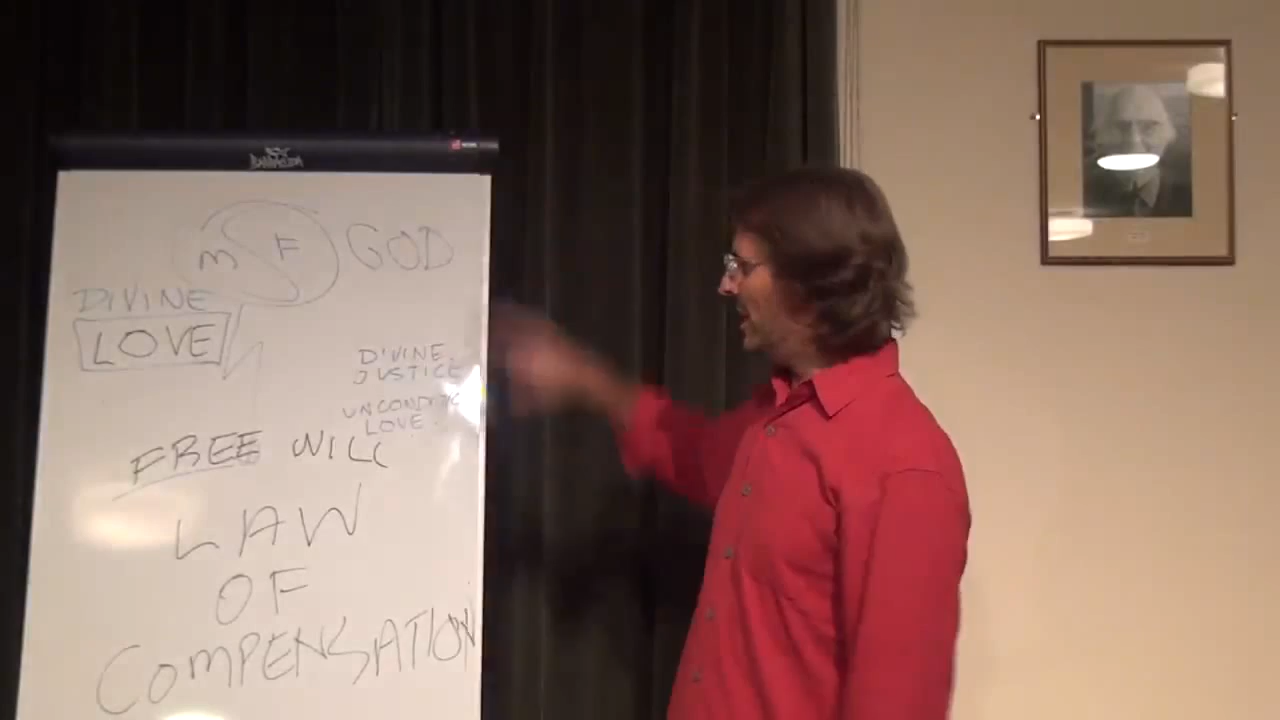 M F GOD
DIVINE
LOVE
DIVINE
JUSTICE
LOVE
FREE WILL
LAW
OF
COMPENSATION